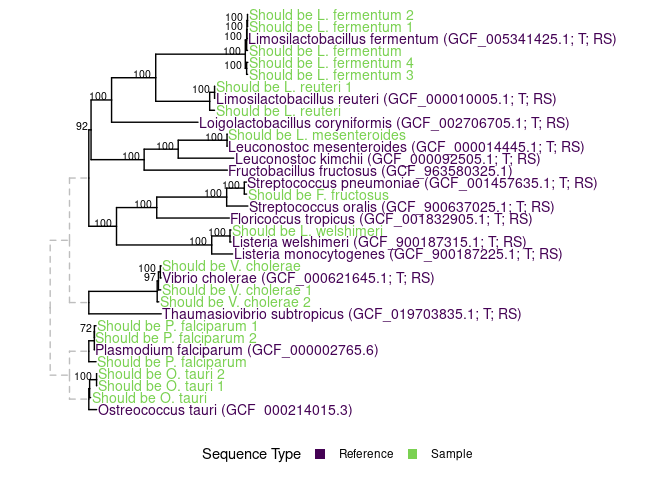 100 Should be L. fermentum 2
100 Should be L. fermentum 1
100 Limosilactobacillus fermentum (GCF_005341425.1; T; RS)
100 Should be L. fermentum
100 Should be L. fermentum 4
100 Should be L. fermentum 3
100 Should be L. reuteri 1
100 Limosilactobacillus reuteri (GCF_000010005.1; T; RS)
100 Should be L. reuteri
Loigolactobacillus coryniformis (GCF_002706705.1; T; RS)
92
100 Should be L. mesenteroides
Leuconostoc mesenteroides (GCF_000014445.1; T; RS)
100 100 Leuconostoc kimchii (GCF_000092505.1; T; RS)
Fructobacillus fructosus (GCF_963580325.1)
Streptococcus pneumoniae (GCF_001457635.1; T; RS)
100 100 Should be F. fructosus
100 Streptococcus oralis (GCF_900637025.1; T; RS)
Floricoccus tropicus (GCF_001832905.1; T; RS)
100 100 Should be L. welshimeri
100 Listeria welshimeri (GCF_900187315.1; T; RS)
Listeria monocytogenes (GCF_900187225.1; T; RS)
100 Should be V. cholerae
97 Vibrio cholerae (GCF_000621645.1; T; RS)
Should be V. cholerae 1
Should be V. cholerae 2
Thaumasiovibrio subtropicus (GCF_019703835.1; T; RS)
72 Should be P. falciparum 1
Should be P. falciparum 2
Plasmodium falciparum (GCF_000002765.6)
Should be P. falciparum
100 Should be O. tauri 2
Should be O. tauri 1
Should be O. tauri
Ostreococcus tauri (GCF_000214015.3)
Sequence Type Reference Sample